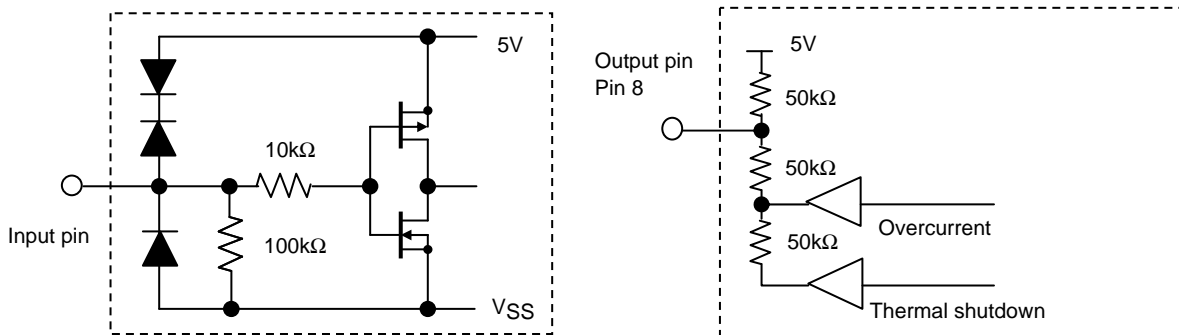 5V
10kΩ
Input pin
100kΩ
VSS
Output pin
Pin 8
5V
50kΩ
50kΩ
Overcurrent
50kΩ
Thermal shutdown